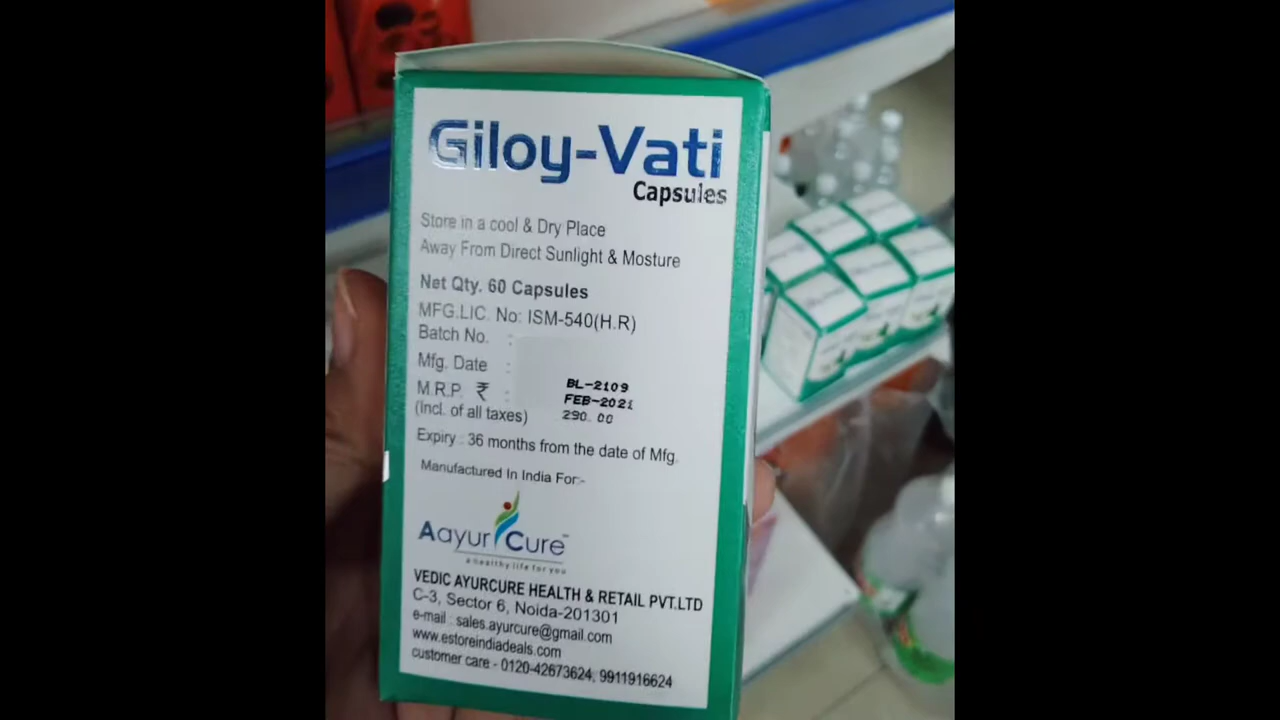 Giloy-Vati
Capsules
Store in a cool & Dry Place
Away From Direct Sunlight & Mosture
Net Qty. 60 Capsules
MFG.LIC. No: ISM-540(H.R)
Batch No. :
Mfg. Date : BL-2109
M.R.P. ₹ : FEB-2021
(Incl. of all taxes) 290.00
Expiry : 36 months from the date of Mfg.
Manufactured In India For:-
AayurCure™
a healthy life for you
VEDIC AYURCURE HEALTH & RETAIL PVT.LTD
C-3, Sector 6, Noida-201301
e-mail : sales.ayurcure@gmail.com
www.estoreindiadeals.com
customer care:- 0120-42673624, 9911916624